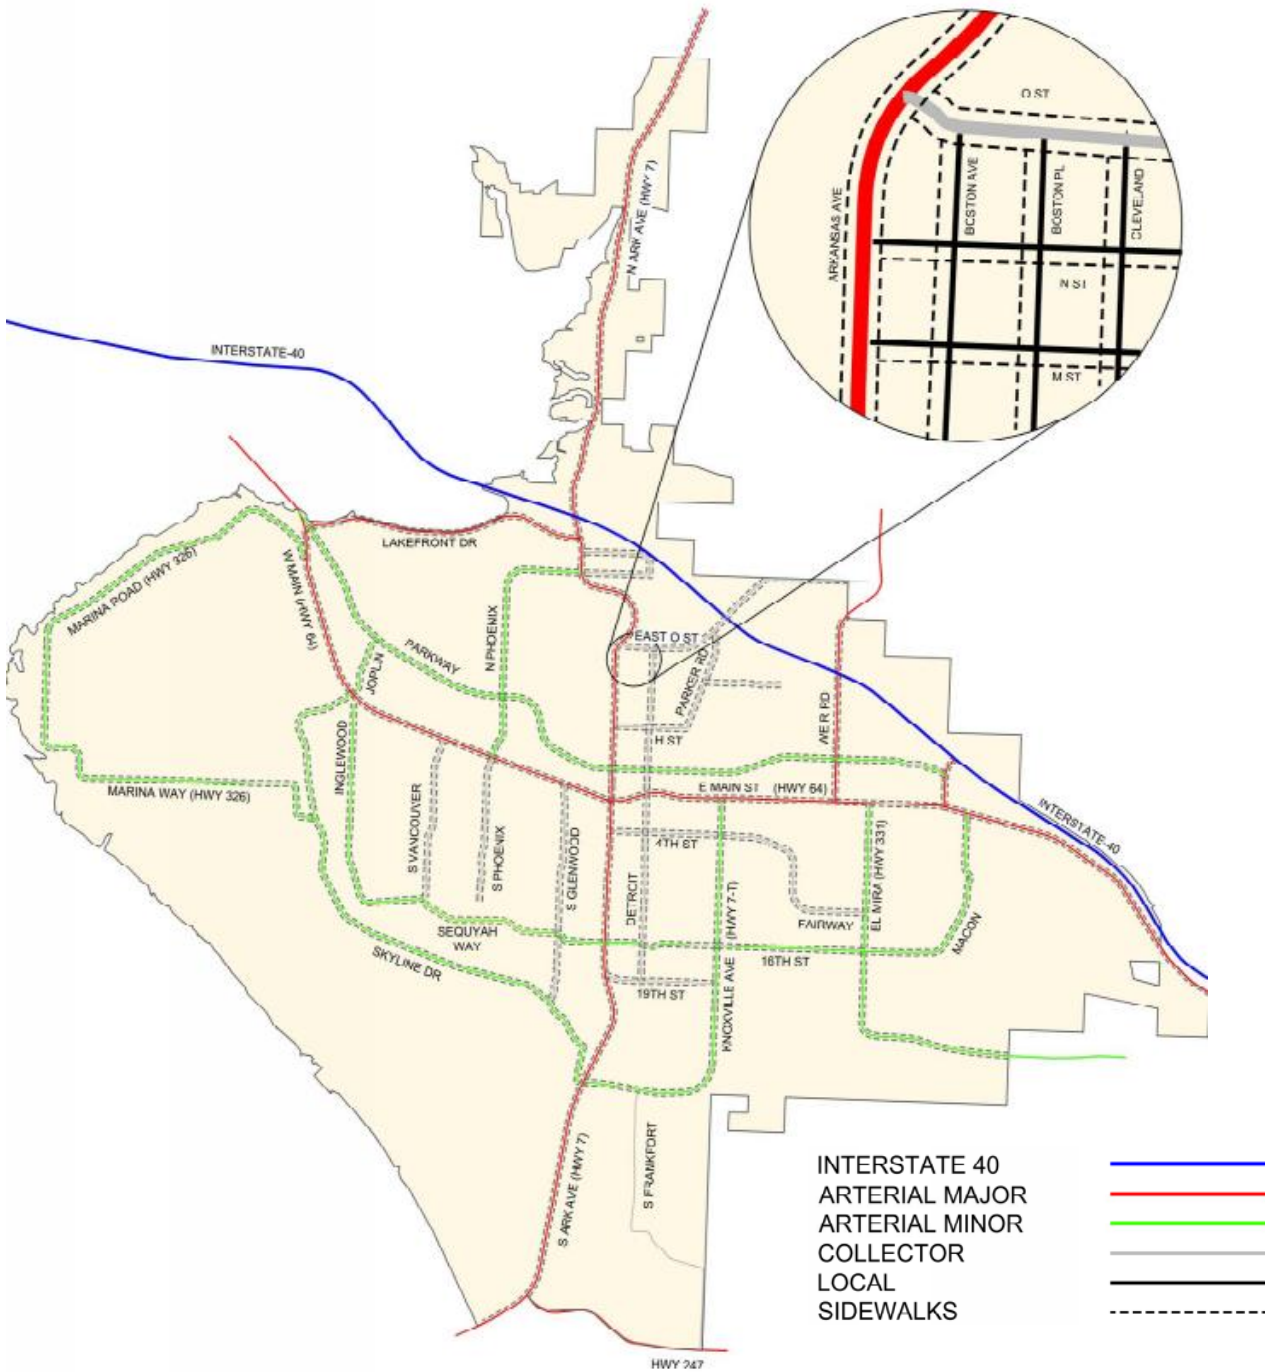 O ST
BOSTON AVE
BOSTON PL
CLEVELAND
ARKANSAS AVE
N ST
M ST
N ARK AVE (HWY 7)
INTERSTATE-40
LAKEFRONT DR
MARINA ROAD (HWY 326)
W MAIN (HWY 64)
JOPLIN
PARKWAY
N PHOENIX
EAST O ST
PARKER RD
H ST
WEIR RD
INGLEWOOD
MARINA WAY (HWY 326)
S VANCOUVER
S PHOENIX
S GLENWOOD
E MAIN ST (HWY 64)
INTERSTATE-40
4TH ST
DETROIT
KNOXVILLE AVE (HWY 7-T)
EL MIRA (HWY 331)
FAIRWAY
MACON
SEQUYAH
WAY
16TH ST
SKYLINE DR
19TH ST
S FRANKFORT
S ARK AVE (HWY 7)
HWY 247
INTERSTATE 40
ARTERIAL MAJOR
ARTERIAL MINOR
COLLECTOR
LOCAL
SIDEWALKS